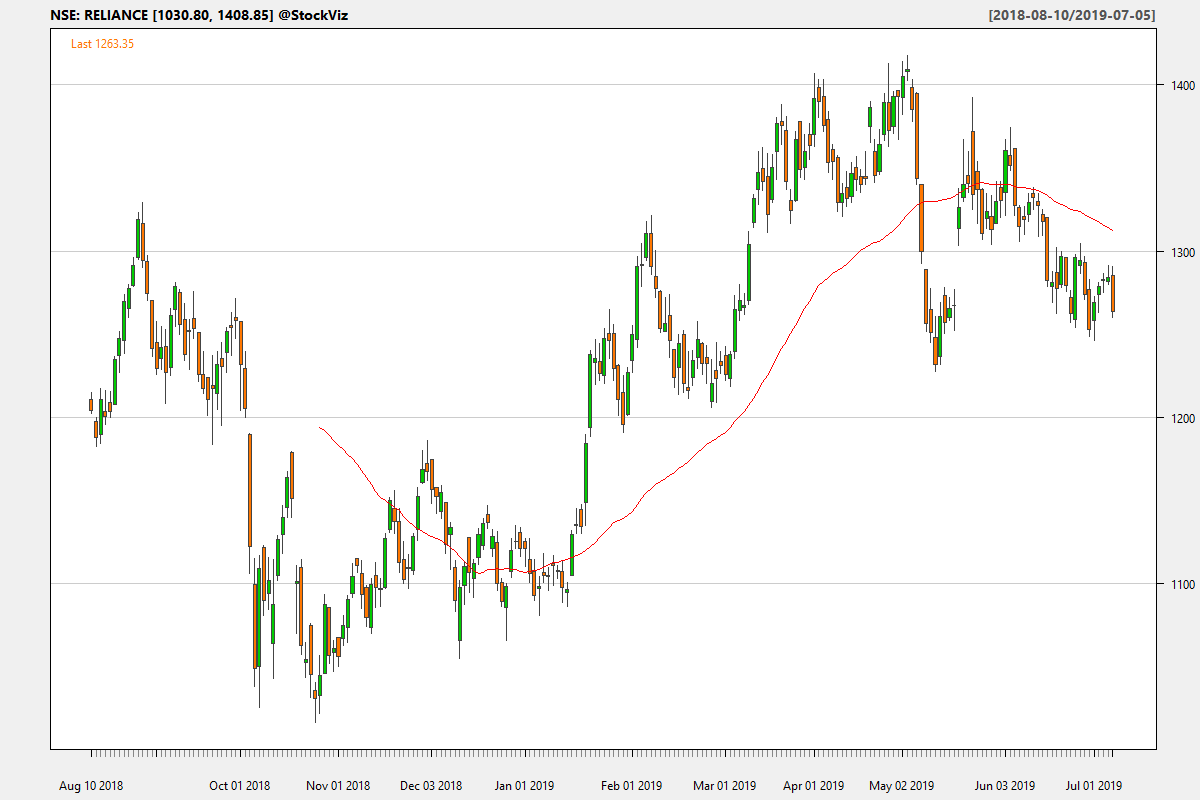 NSE: RELIANCE [1030.80, 1408.85] @StockViz [2018-08-10/2019-07-05]
Last 1263.35
1400
1300
1200
1100
Aug 10 2018 Oct 01 2018 Nov 01 2018 Dec 03 2018 Jan 01 2019 Feb 01 2019 Mar 01 2019 Apr 01 2019 May 02 2019 Jun 03 2019 Jul 01 2019